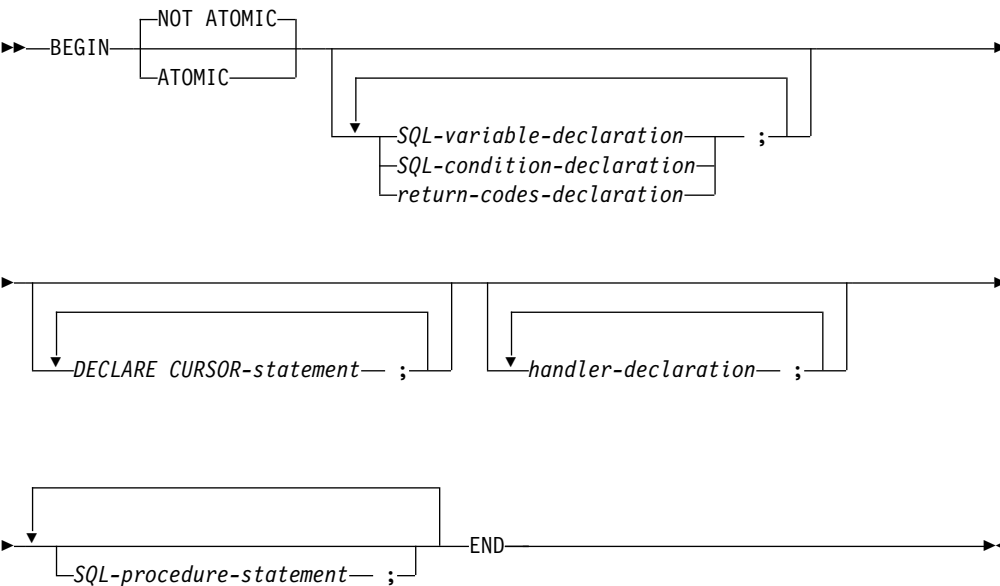 NOT ATOMIC
BEGIN
ATOMIC
SQL-variable-declaration ;
SQL-condition-declaration
return-codes-declaration
DECLARE CURSOR-statement ;
handler-declaration ;
END
SQL-procedure-statement ;